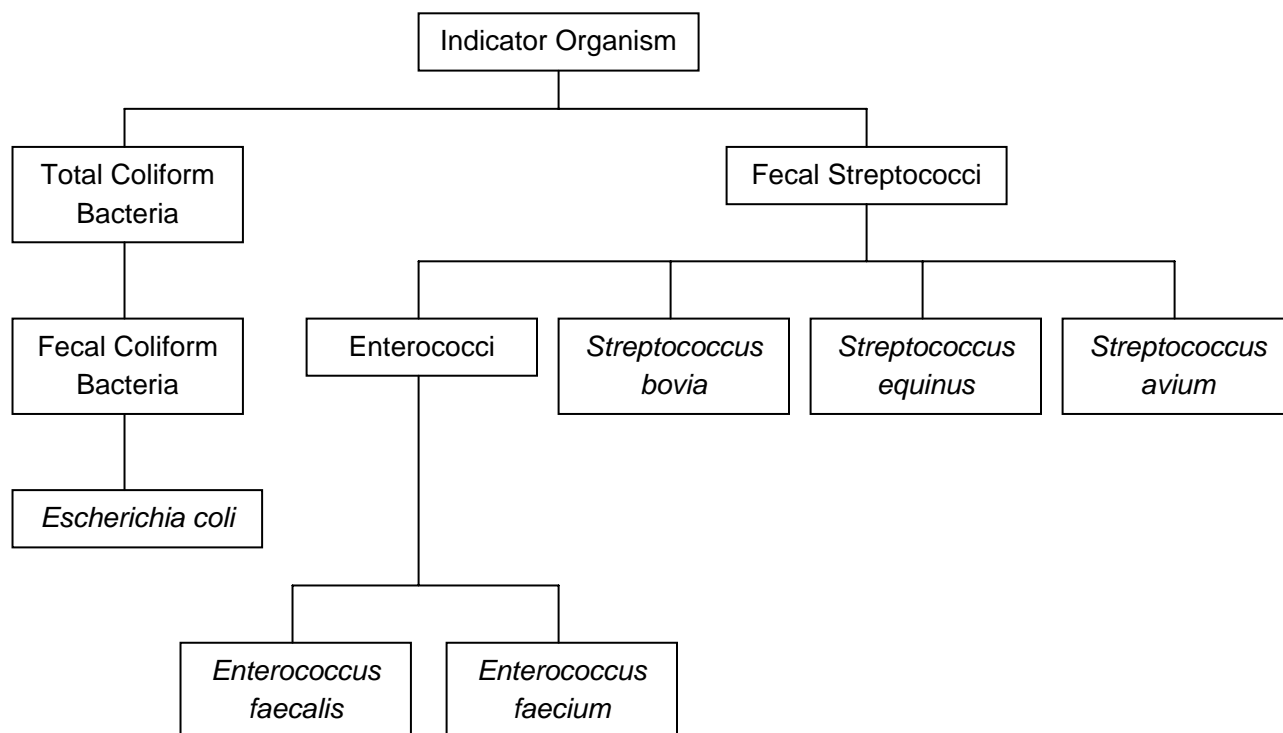 Indicator Organism
Total Coliform
Bacteria
Fecal Streptococci
Fecal Coliform
Bacteria
Enterococci
Streptococcus
bovia
Streptococcus
equinus
Streptococcus
avium
Escherichia coli
Enterococcus
faecalis
Enterococcus
faecium